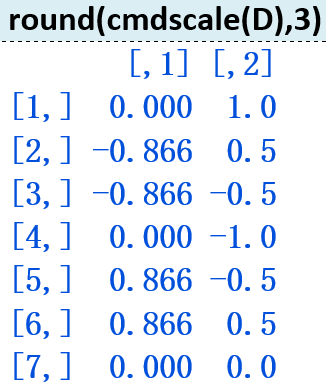 round(cmdscale(D),3)
[,1] [,2]
[1,] 0.000 1.0
[2,] -0.866 0.5
[3,] -0.866 -0.5
[4,] 0.000 -1.0
[5,] 0.866 -0.5
[6,] 0.866 0.5
[7,] 0.000 0.0